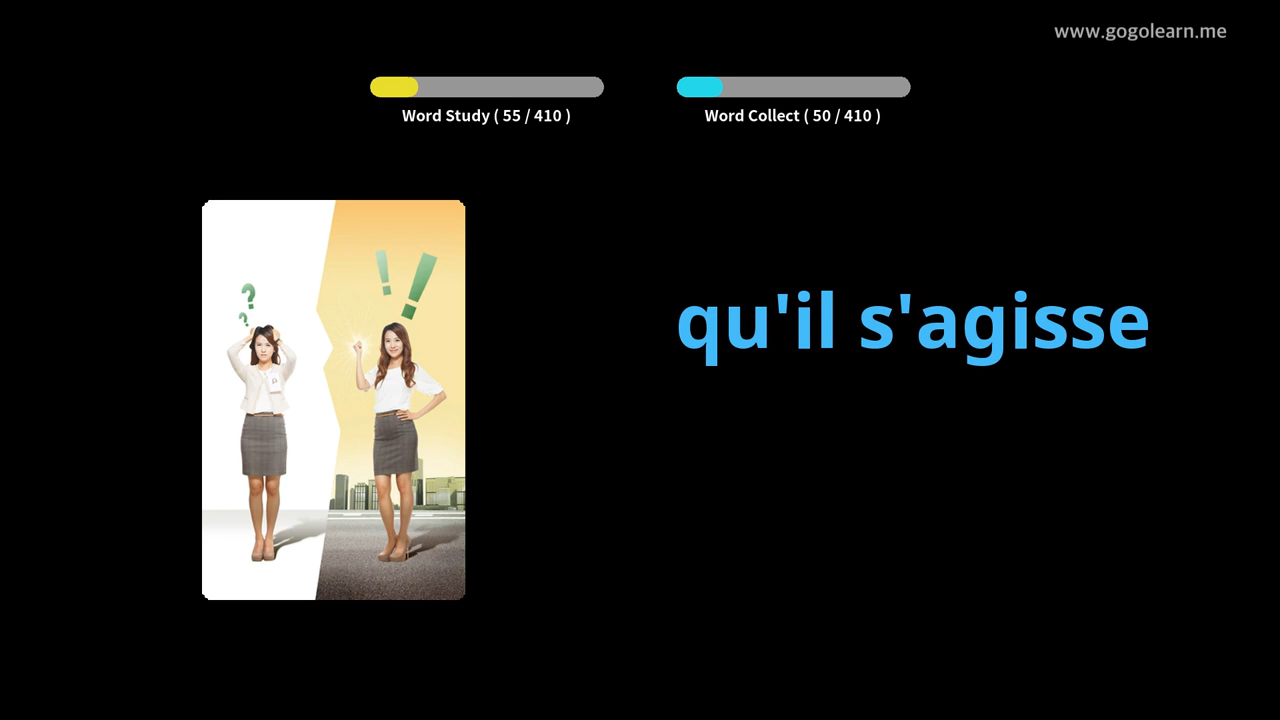 www.gogolearn.me
Word Study ( 55 / 410 )
Word Collect ( 50 / 410 )
? ? ! !
qu'il s'agisse